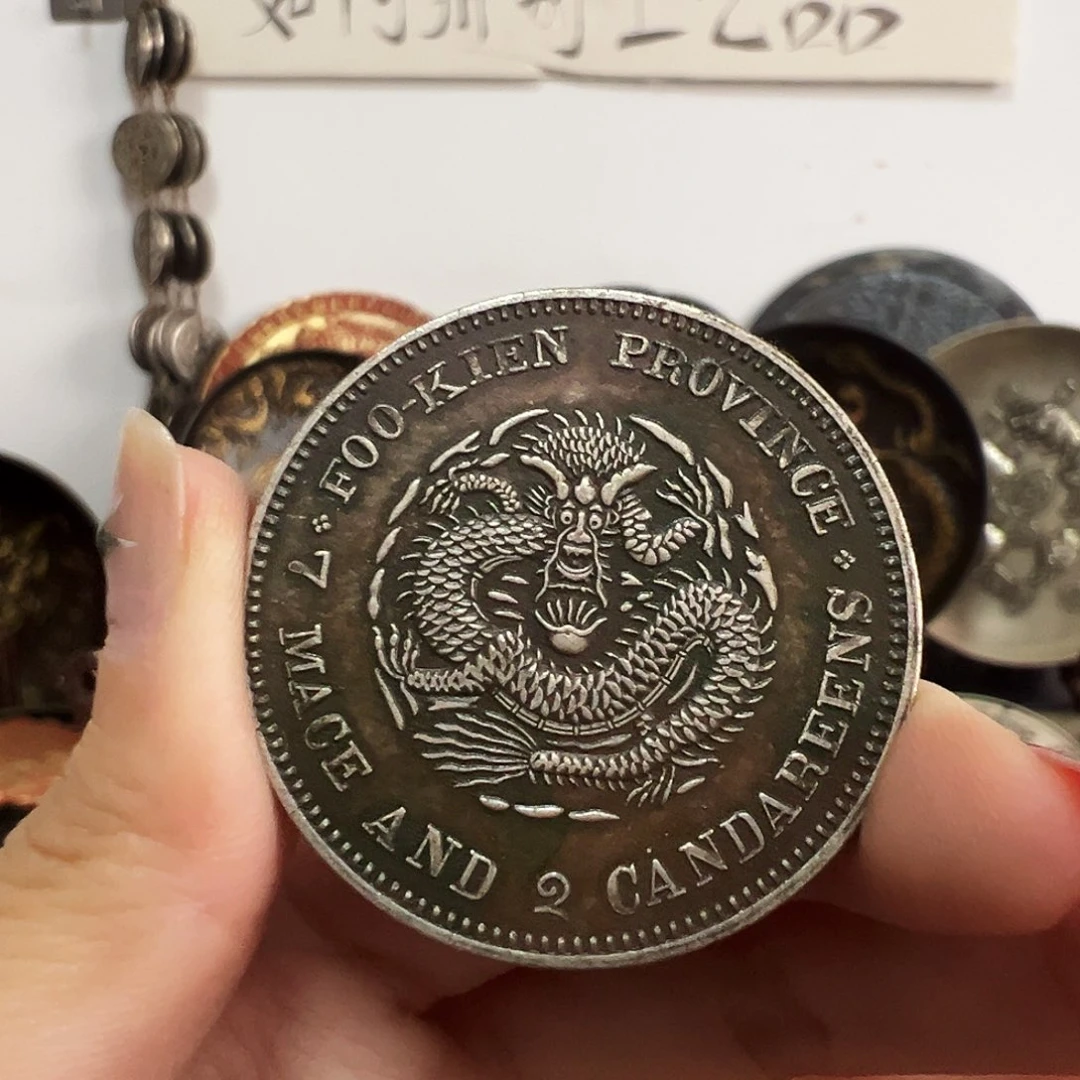 FOO-KIEN PROVINCE
7 MACE AND 2 CANDAREENS